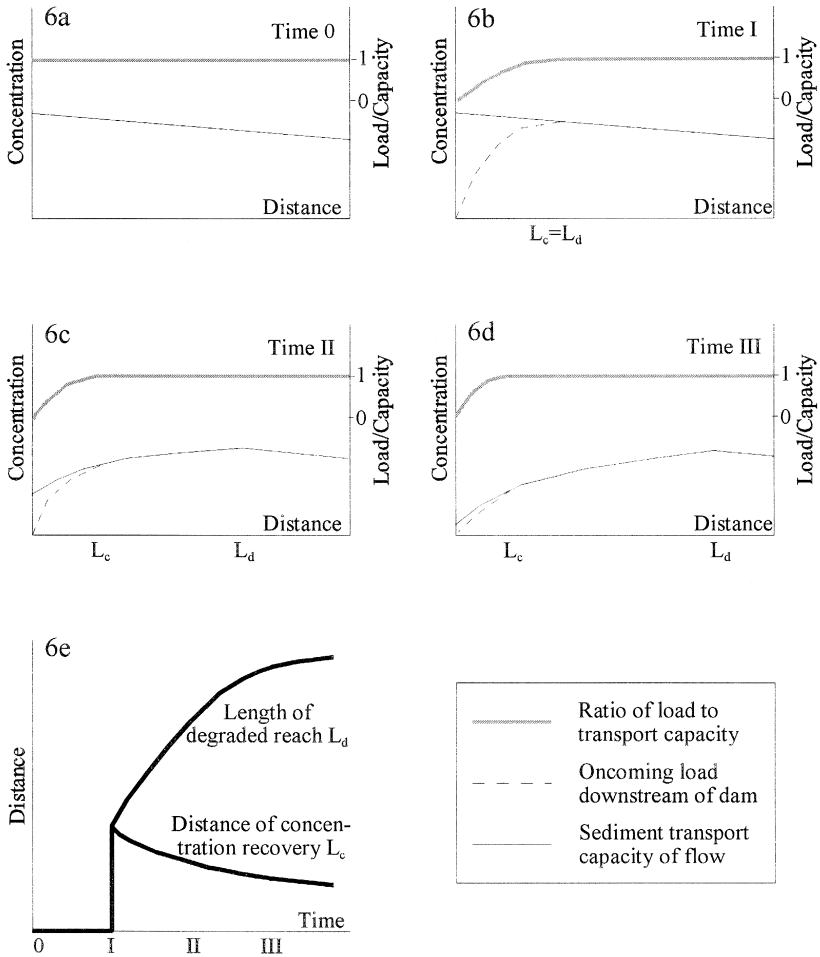 6a
Time 0
Concentration
1
0
Load/Capacity
Distance
6b
Time I
Concentration
1
0
Load/Capacity
Distance
Lc=Ld
6c
Time II
Concentration
1
0
Load/Capacity
Distance
Lc
Ld
6d
Time III
Concentration
1
0
Load/Capacity
Distance
Lc
Ld
6e
Distance
Length of
degraded reach Ld
Distance of concen-
tration recovery Lc
Time
0
I
II
III
Ratio of load to
transport capacity
Oncoming load
downstream of dam
Sediment transport
capacity of flow